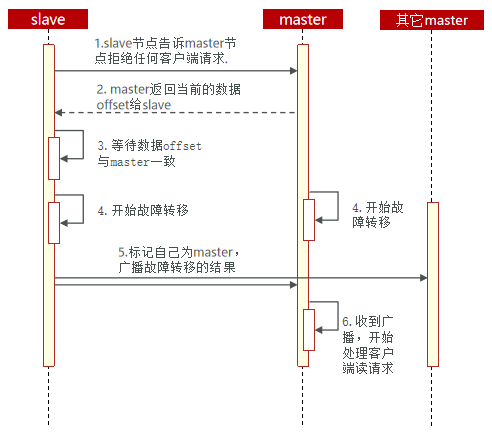 slave
master
其它master
1.slave节点告诉master节
点拒绝任何客户端请求.
2. master返回当前的数据
offset给slave
3. 等待数据offset
与master一致
4. 开始故障转移
4. 开始故
障转移
5.标记自己为master，
广播故障转移的结果
6. 收到广
播，开始
处理客户
端读请求